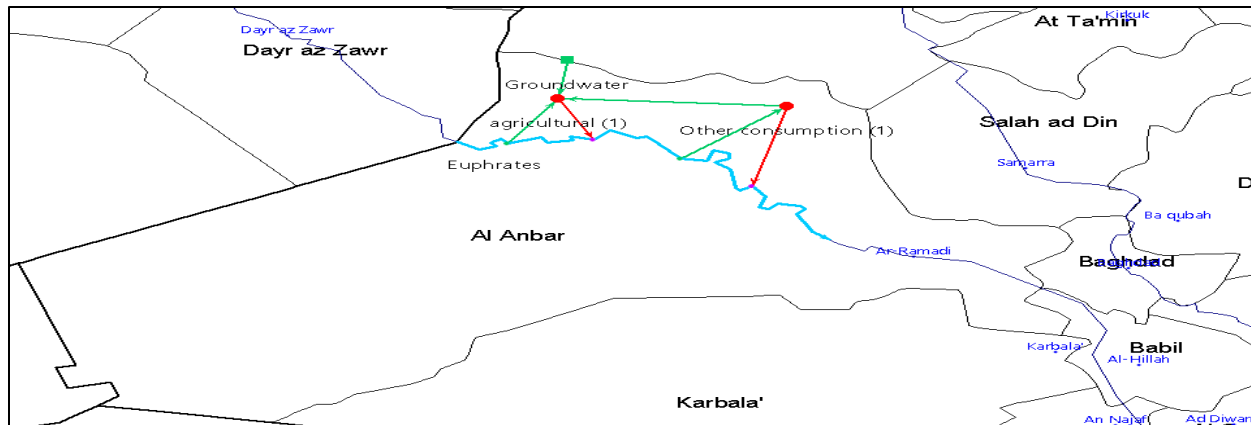 Kirkuk
At Ta'min
Dayr az Zawr
Dayr az Zawr
Groundwater
agricultural (1)
Other consumption (1)
Salah ad Din
Euphrates
Samarra
D
Ba qubah
Al Anbar
Ar-Ramadi
Baghdad
Karbala'
Babil
Al-Hillah
Karbala'
An Najaf
Ad Diwan